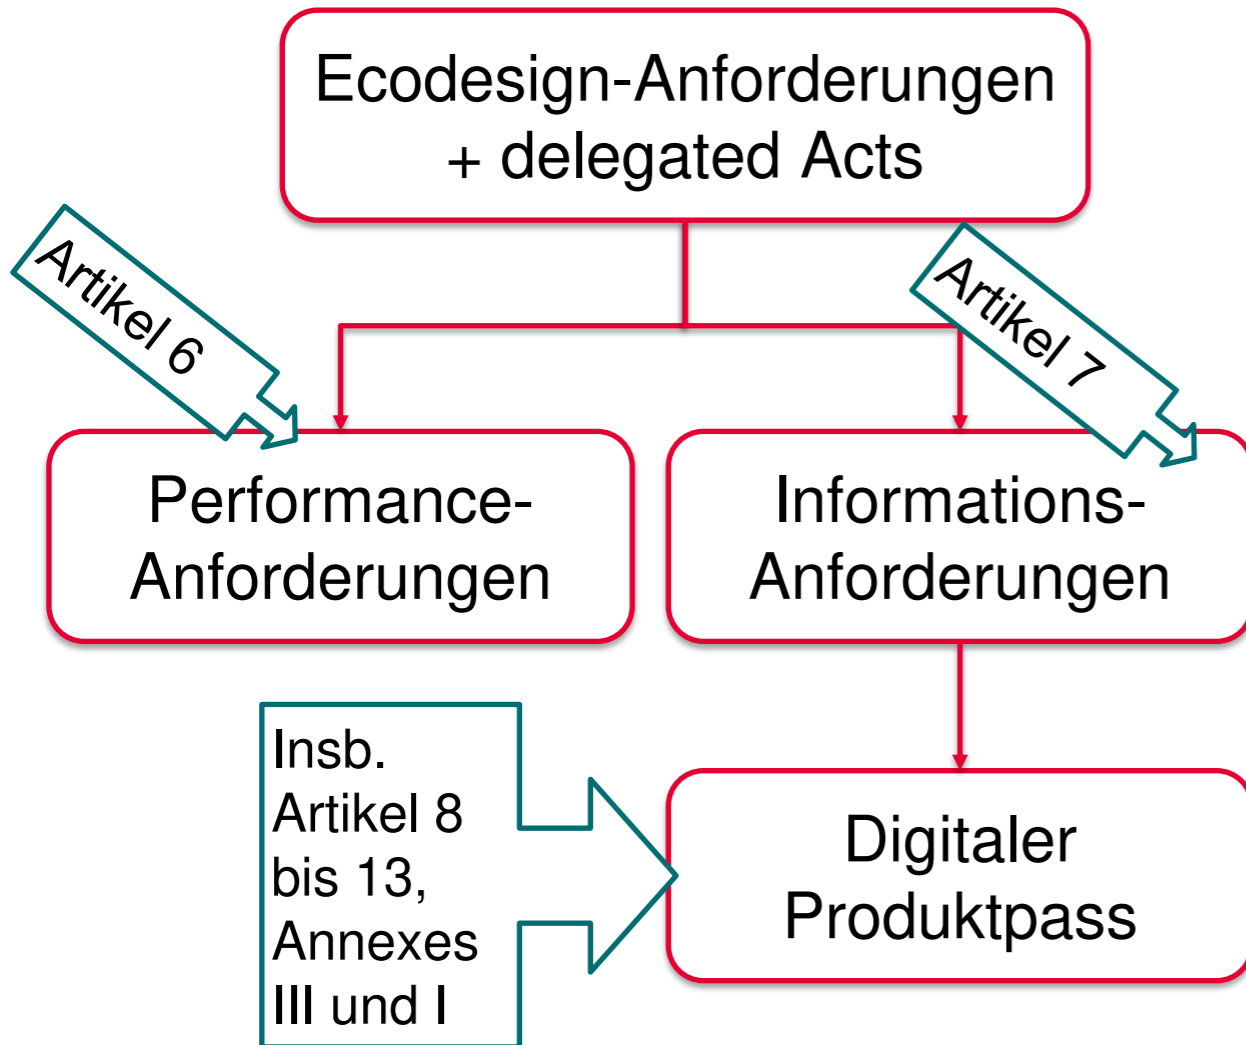 Ecodesign-Anforderungen
+ delegated Acts
Artikel 6
Artikel 7
Performance-
Anforderungen
Informations-
Anforderungen
Insb.
Artikel 8
bis 13,
Annexes
III und I
Digitaler
Produktpass